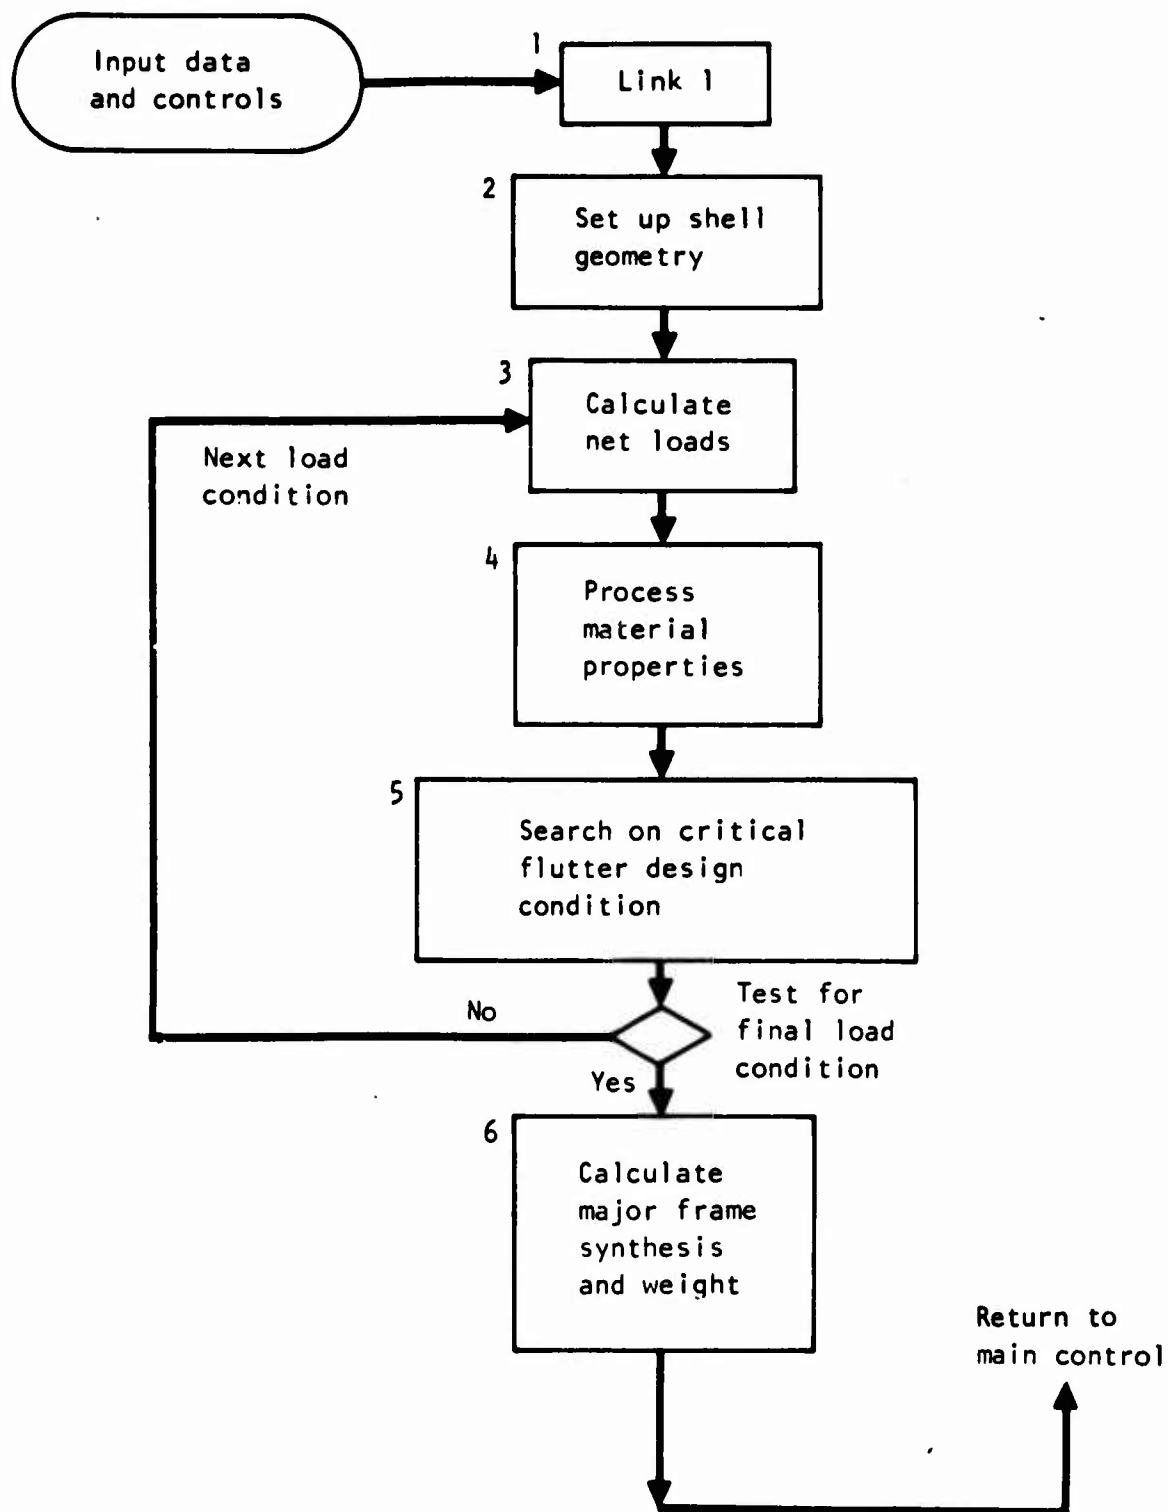 Input data
and controls
1
Link 1
2
Set up shell
geometry
3
Calculate
net loads
Next load
condition
4
Process
material
properties
5
Search on critical
flutter design
condition
No
Test for
final load
condition
Yes
6
Calculate
major frame
synthesis
and weight
Return to
main control